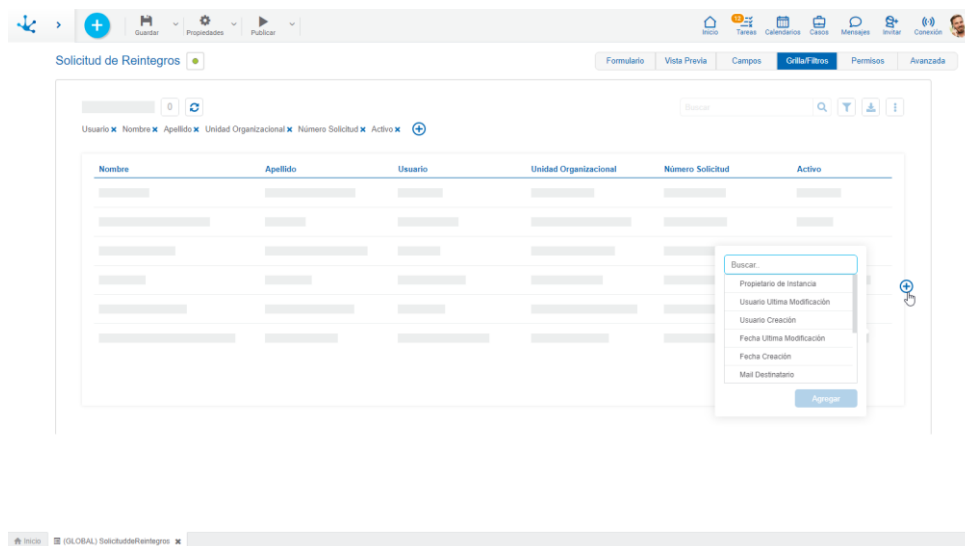 Guardar Propiedades Publicar Inicio 10 Tareas Calendarios Casos Mensajes Invitar Conexión
Solicitud de Reintegros Formulario Vista Previa Campos Grilla/Filtros Permisos Avanzada
0 Buscar
Usuario x Nombre x Apellido x Unidad Organizacional x Número Solicitud x Activo x
Nombre Apellido Usuario Unidad Organizacional Número Solicitud Activo
Buscar..
Propietario de Instancia
Usuario Ultima Modificación
Usuario Creación
Fecha Ultima Modificación
Fecha Creación
Mail Destinatario
Agregar
Inicio (GLOBAL) SolicituddeReintegros x